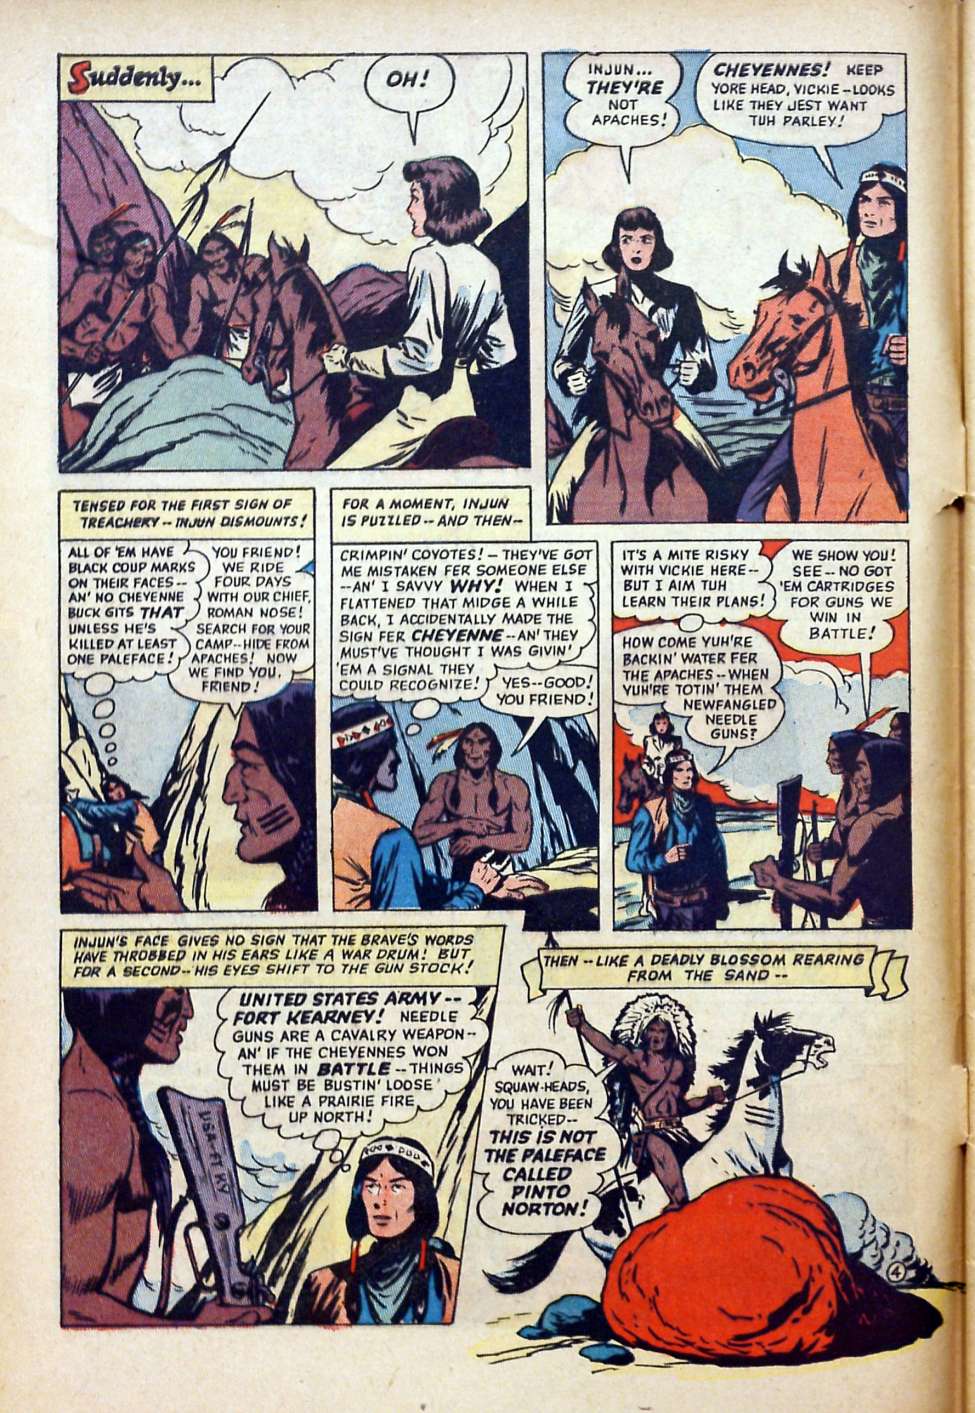 Suddenly...
OH!
INJUN...
THEY'RE
NOT
APACHES!
CHEYENNES! KEEP
YORE HEAD, VICKIE--LOOKS
LIKE THEY JEST WANT
TUH PARLEY!
TENSED FOR THE FIRST SIGN OF
TREACHERY--INJUN DISMOUNTS!
ALL OF 'EM HAVE
BLACK COUP MARKS
ON THEIR FACES--
AN' NO CHEYENNE
BUCK GITS THAT
UNLESS HE'S
KILLED AT LEAST
ONE PALEFACE!
YOU FRIEND!
WE RIDE
FOUR DAYS
WITH OUR CHIEF,
ROMAN NOSE!
SEARCH FOR YOUR
CAMP--HIDE FROM
APACHES! NOW
WE FIND YOU,
FRIEND!
FOR A MOMENT, INJUN
IS PUZZLED--AND THEN--
CRIMPIN' COYOTES!--THEY'VE GOT
ME MISTAKEN FER SOMEONE ELSE
--AN' I SAVVY WHY! WHEN I
FLATTENED THAT MIDGE A WHILE
BACK, I ACCIDENTALLY MADE THE
SIGN FER CHEYENNE--AN' THEY
MUST'VE THOUGHT I WAS GIVIN'
'EM A SIGNAL THEY
COULD RECOGNIZE!
YES--GOOD!
YOU FRIEND!
IT'S A MITE RISKY
WITH VICKIE HERE--
BUT I AIM TUH
LEARN THEIR PLANS!
WE SHOW YOU!
SEE--NO GOT
'EM CARTRIDGES
FOR GUNS WE
WIN IN
BATTLE!
HOW COME YUH'RE
BACKIN' WATER FER
THE APACHES--WHEN
YUH'RE TOTIN' THEM
NEWFANGLED
NEEDLE
GUNS?
INJUN'S FACE GIVES NO SIGN THAT THE BRAVE'S WORDS
HAVE THROBBED IN HIS EARS LIKE A WAR DRUM! BUT
FOR A SECOND--HIS EYES SHIFT TO THE GUN STOCK!
UNITED STATES ARMY--
FORT KEARNEY! NEEDLE
GUNS ARE A CAVALRY WEAPON--
AN' IF THE CHEYENNES WON
THEM IN BATTLE--THINGS
MUST BE BUSTIN' LOOSE
LIKE A PRAIRIE FIRE
UP NORTH!
USA-FT KY
THEN--LIKE A DEADLY BLOSSOM REARING
FROM THE SAND--
WAIT!
SQUAW-HEADS,
YOU HAVE BEEN
TRICKED--
THIS IS NOT
THE PALEFACE
CALLED
PINTO
NORTON!
4